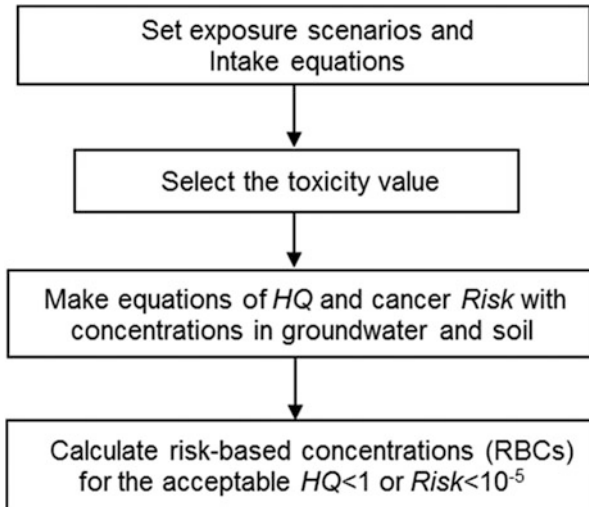 Set exposure scenarios and
Intake equations
Select the toxicity value
Make equations of HQ and cancer Risk with
concentrations in groundwater and soil
Calculate risk-based concentrations (RBCs)
for the acceptable HQ<1 or Risk<10⁻⁵